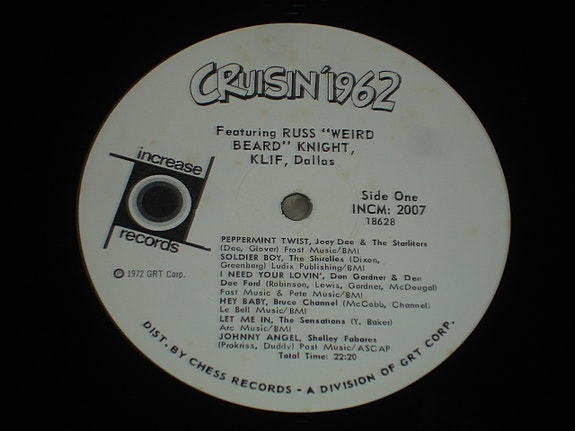 CRUISIN' 1962
Featuring RUSS "WEIRD
BEARD" KNIGHT,
KLIF, Dallas
increase
records
Side One
INCM: 2007
18628
℗ 1972 GRT Corp.
PEPPERMINT TWIST, Joey Dee & The Starliters
(Dee, Glover) Frost Music/BMI
SOLDIER BOY, The Shirelles (Dixon,
Greenberg) Ludix Publishing/BMI
I NEED YOUR LOVIN', Don Gardner & Dee
Dee Ford (Robinson, Lewis, Gardner, McDougal)
Fast Music & Pete Music/BMI
HEY BABY, Bruce Channel (McCobb, Channel)
Le Bell Music/BMI
LET ME IN, The Sensations (Y. Baker)
Arc Music/BMI
JOHNNY ANGEL, Shelley Fabares
(Prokriss, Duddy) Post Music/ASCAP
Total Time: 22:20
DIST. BY CHESS RECORDS - A DIVISION OF GRT CORP.